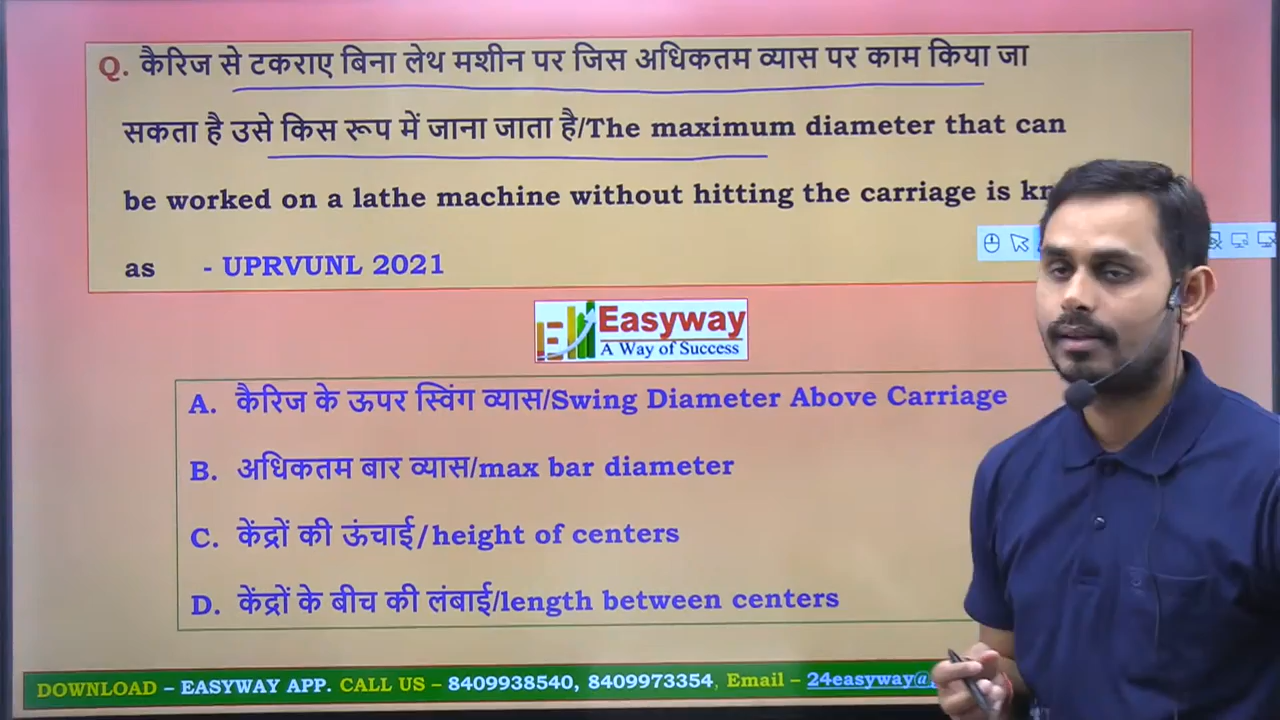 Q. कैरिज से टकराए बिना लेथ मशीन पर जिस अधिकतम व्यास पर काम किया जा
सकता है उसे किस रूप में जाना जाता है/The maximum diameter that can
be worked on a lathe machine without hitting the carriage is
as - UPRVUNL 2021
Easyway
A Way of Success
A. कैरिज के ऊपर स्विंग व्यास/Swing Diameter Above Carriage
B. अधिकतम बार व्यास/max bar diameter
C. केंद्रों की ऊंचाई/height of centers
D. केंद्रों के बीच की लंबाई/length between centers
DOWNLOAD – EASYWAY APP. CALL US – 8409938540, 8409973354, Email – 24easyway@